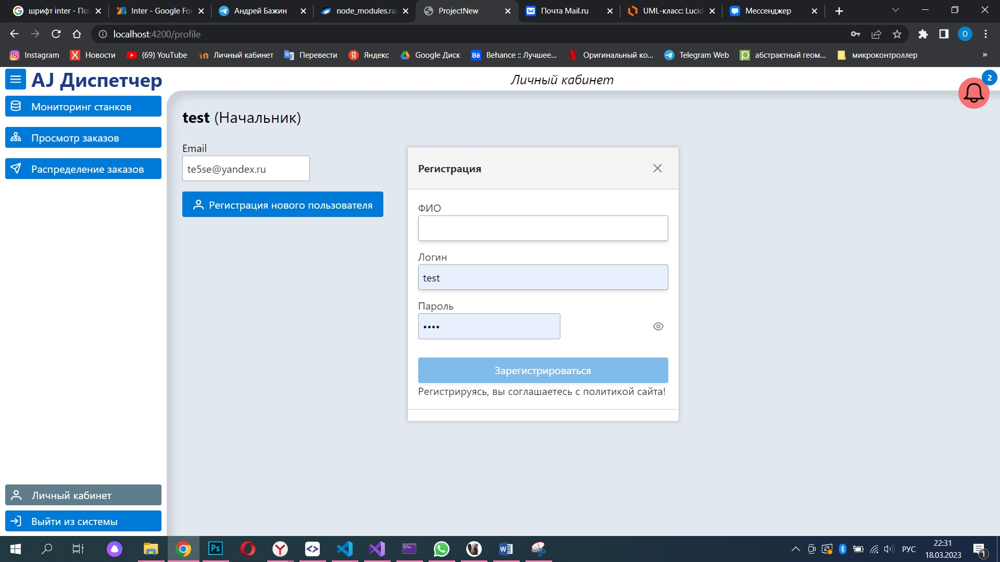 шрифт inter - По
Inter - Google Fo
Андрей Бажин
node_modules.ra
ProjectNew
Почта Mail.ru
UML-класс: Lucid
Мессенджер
localhost:4200/profile
O
Instagram
Новости
(69) YouTube
Личный кабинет
Перевести
Яндекс
Google Диск
Behance :: Лучшее...
Оригинальный ко...
Telegram Web
абстрактный геом...
микроконтроллер
»
AJ Диспетчер
Личный кабинет
2
Мониторинг станков
Просмотр заказов
Распределение заказов
test (Начальник)
Email
te5se@yandex.ru
Регистрация нового пользователя
Регистрация
ФИО
Логин
test
Пароль
••••
Зарегистрироваться
Регистрируясь, вы соглашаетесь с политикой сайта!
Личный кабинет
Выйти из системы
РУС
22:31
18.03.2023
1